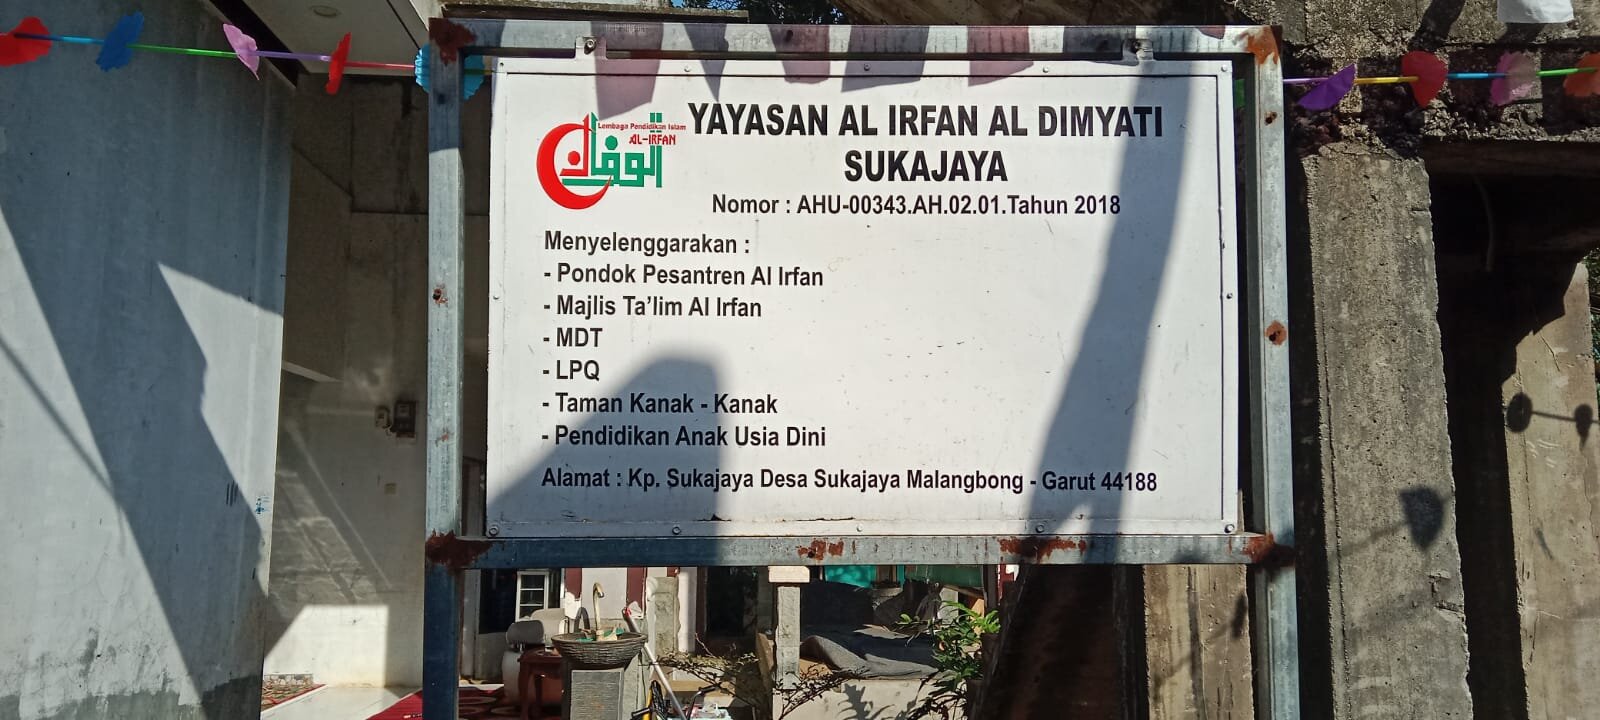 Lembaga Pendidikan Islam
AL-IRFAN
YAYASAN AL IRFAN AL DIMYATI
SUKAJAYA
Nomor : AHU-00343.AH.02.01.Tahun 2018
Menyelenggarakan :
- Pondok Pesantren Al Irfan
- Majlis Ta'lim Al Irfan
- MDT
- LPQ
- Taman Kanak - Kanak
- Pendidikan Anak Usia Dini
Alamat : Kp. Sukajaya Desa Sukajaya Malangbong - Garut 44188